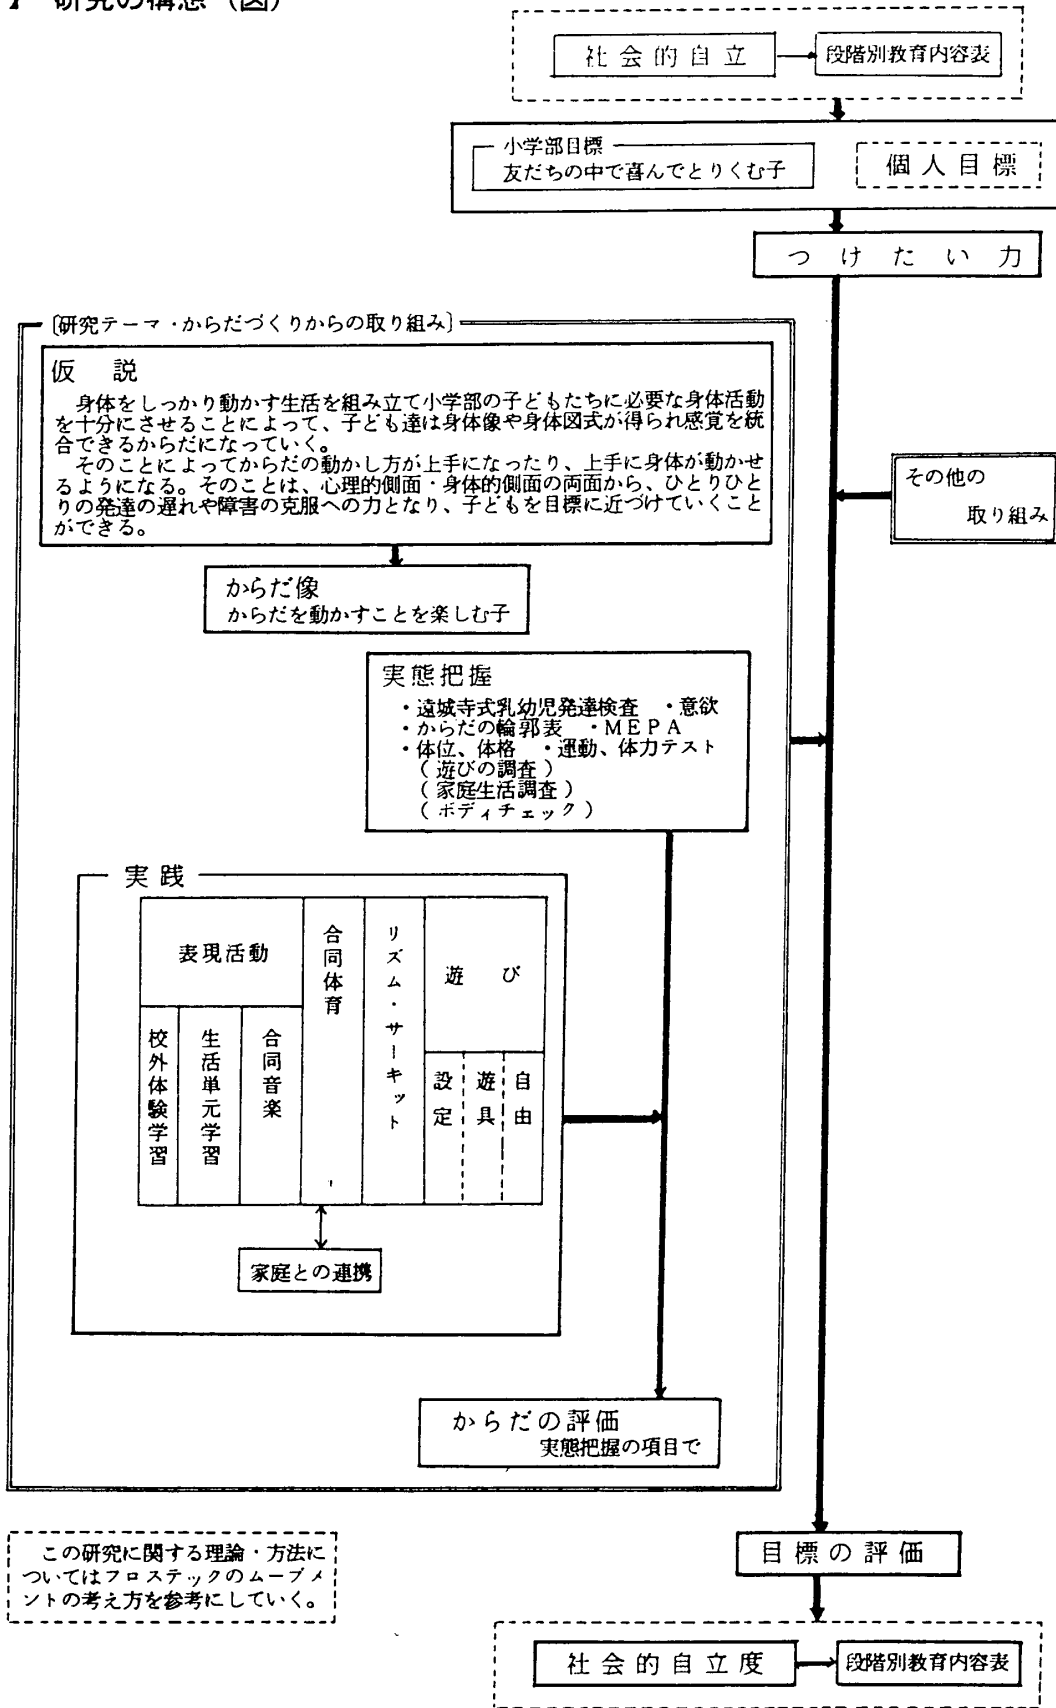 研究の構想（図）
社会的自立
段階別教育内容表
小学部目標
友だちの中で喜んでとりくむ子
個人目標
つけたい力
〔研究テーマ・からだづくりからの取り組み〕
仮説
身体をしっかり動かす生活を組み立て小学部の子どもたちに必要な身体活動
を十分にさせることによって、子ども達は身体像や身体図式が得られ感覚を統
合できるからだになっていく。
そのことによってからだの動かし方が上手になったり、上手に身体が動かせ
るようになる。そのことは、心理的側面・身体的側面の両面から、ひとりひと
りの発達の遅れや障害の克服への力となり、子どもを目標に近づけていくこと
ができる。
その他の
取り組み
からだ像
からだを動かすことを楽しむ子
実態把握
・遠城寺式乳幼児発達検査　・意欲
・からだの輪郭表　・MEPA
・体位、体格　・運動、体力テスト
（遊びの調査）
（家庭生活調査）
（ボディチェック）
実践
表現活動
校外体験学習
生活単元学習
合同音楽
合同体育
リズム・サーキット
遊び
設定
遊具
自由
家庭との連携
からだの評価
実態把握の項目で
この研究に関する理論・方法に
ついてはフロステックのムーブメ
ントの考え方を参考にしていく。
目標の評価
社会的自立度
段階別教育内容表